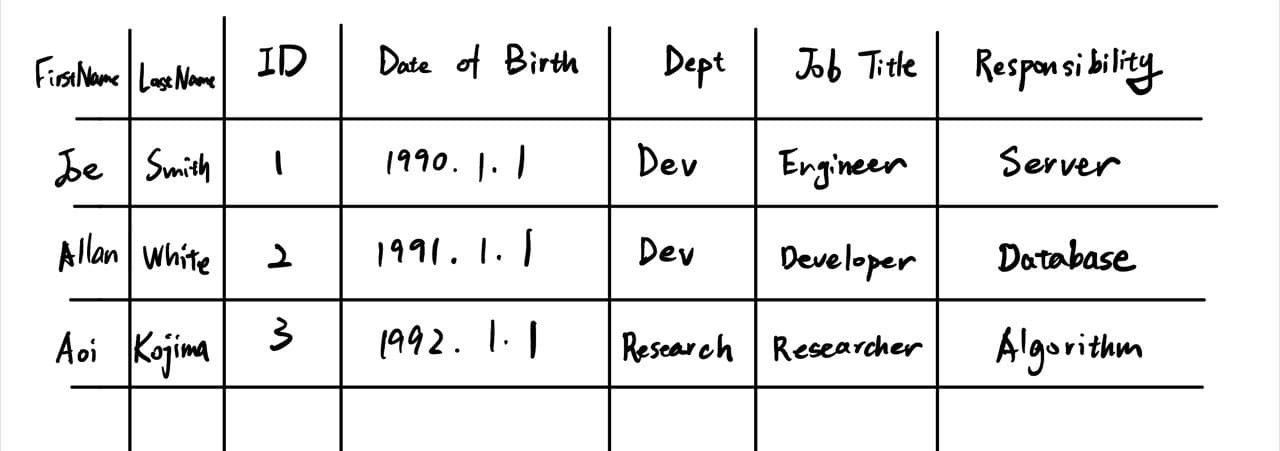 FirstName LastName ID Date of Birth Dept Job Title Responsibility
Joe Smith 1 1990. 1. 1 Dev Engineer Server
Allan White 2 1991. 1. 1 Dev Developer Database
Aoi Kojima 3 1992. 1. 1 Research Researcher Algorithm